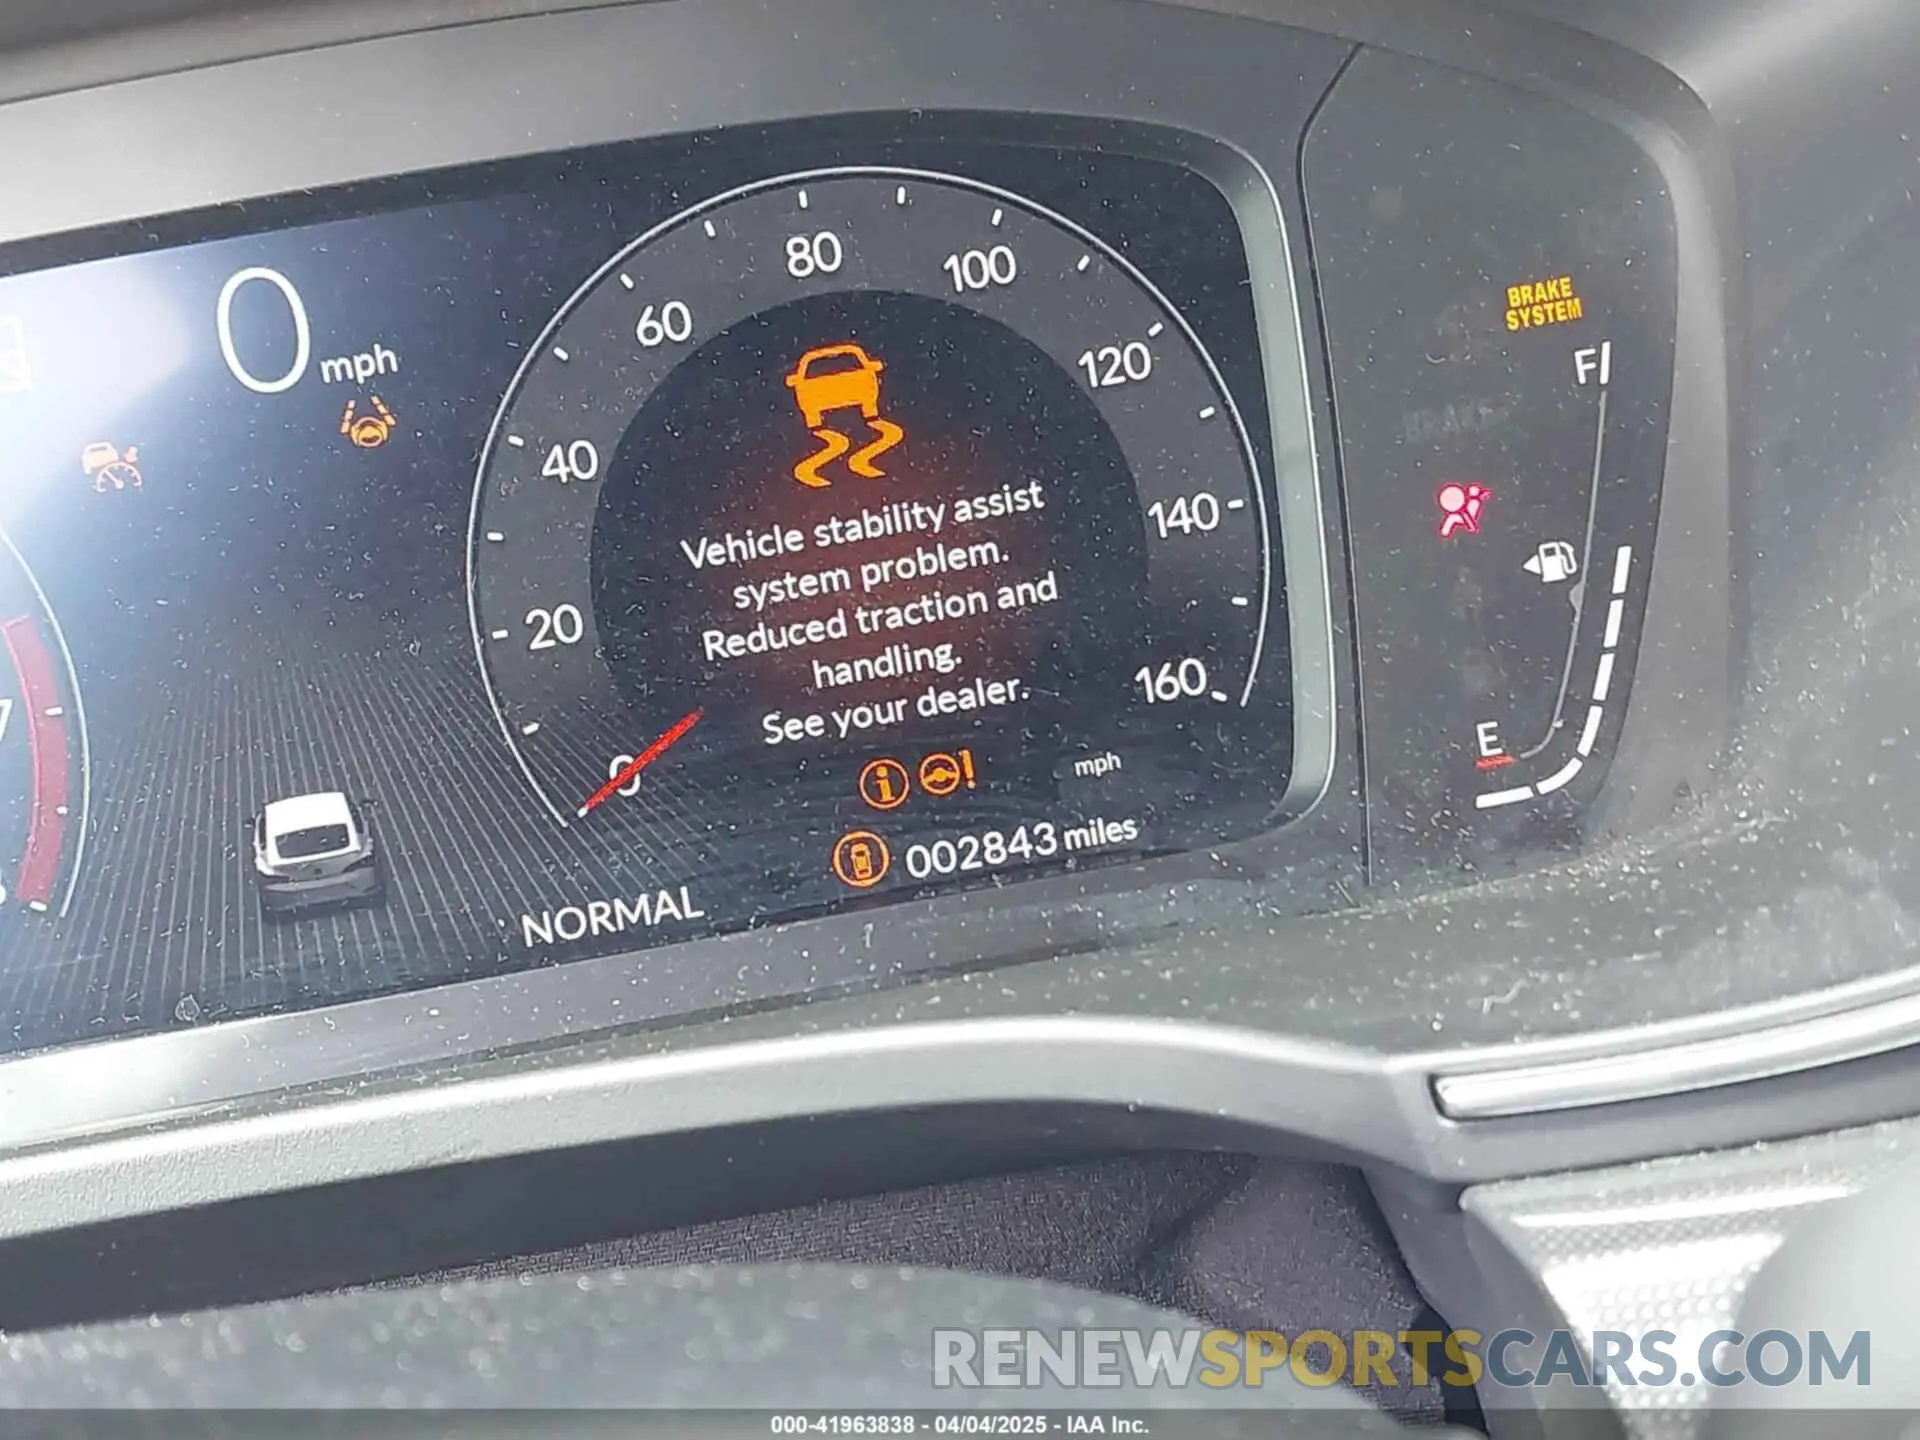 0 mph
80
100
60
120
40
140
20
160
0
Vehicle stability assist
system problem.
Reduced traction and
handling.
See your dealer.
mph
002843 miles
NORMAL
7
BRAKE
SYSTEM
F
BRAKE
E
RENEWSPORTSCARS.COM
000-41963838 - 04/04/2025 - IAA Inc.